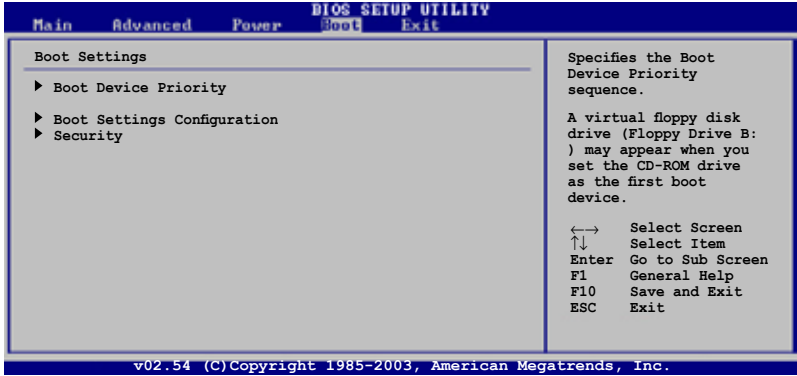 BIOS SETUP UTILITY
Main Advanced Power Boot Exit
Boot Settings
Boot Device Priority
Boot Settings Configuration
Security
Specifies the Boot
Device Priority
sequence.
A virtual floppy disk
drive (Floppy Drive B:
) may appear when you
set the CD-ROM drive
as the first boot
device.
←→ Select Screen
↑↓ Select Item
Enter Go to Sub Screen
F1 General Help
F10 Save and Exit
ESC Exit
v02.54 (C)Copyright 1985-2003, American Megatrends, Inc.